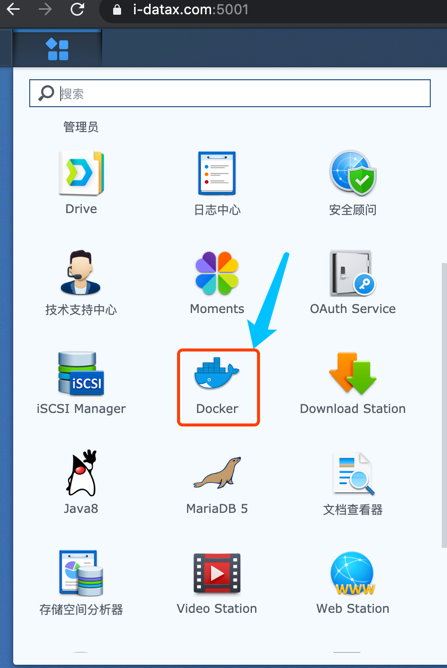 i-datax.com:5001
搜索
管理员
Drive
日志中心
安全顾问
技术支持中心
Moments
OAuth Service
iSCSI
iSCSI Manager
Docker
Download Station
Java8
MariaDB 5
文档查看器
WWW
存储空间分析器
Video Station
Web Station